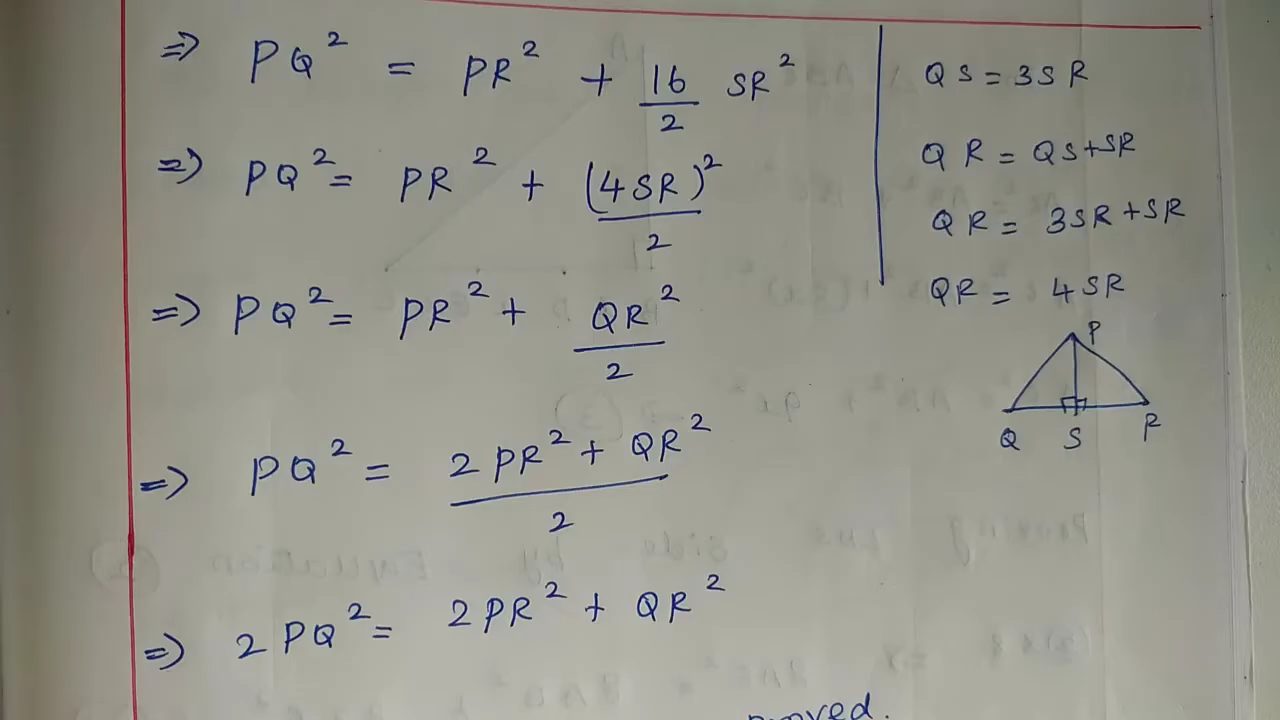 ⇒ PQ² = PR² + 16/2 SR²
⇒ PQ² = PR² + (4SR)²/2
⇒ PQ² = PR² + QR²/2
⇒ PQ² = 2PR² + QR²/2
⇒ 2PQ² = 2PR² + QR²
proved.
QS = 3SR
QR = QS+SR
QR = 3SR+SR
QR = 4SR
P
Q S R